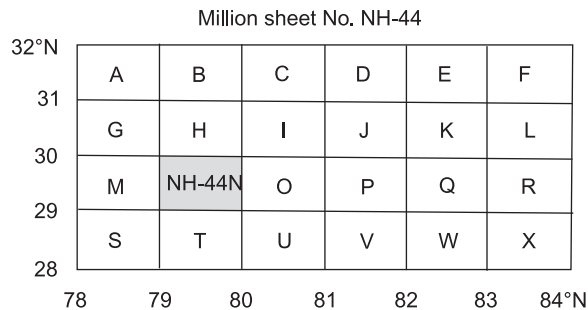 Million sheet No. NH-44
32°N
A B C D E F
31
G H I J K L
30
M NH-44N O P Q R
29
S T U V W X
28
78 79 80 81 82 83 84°N